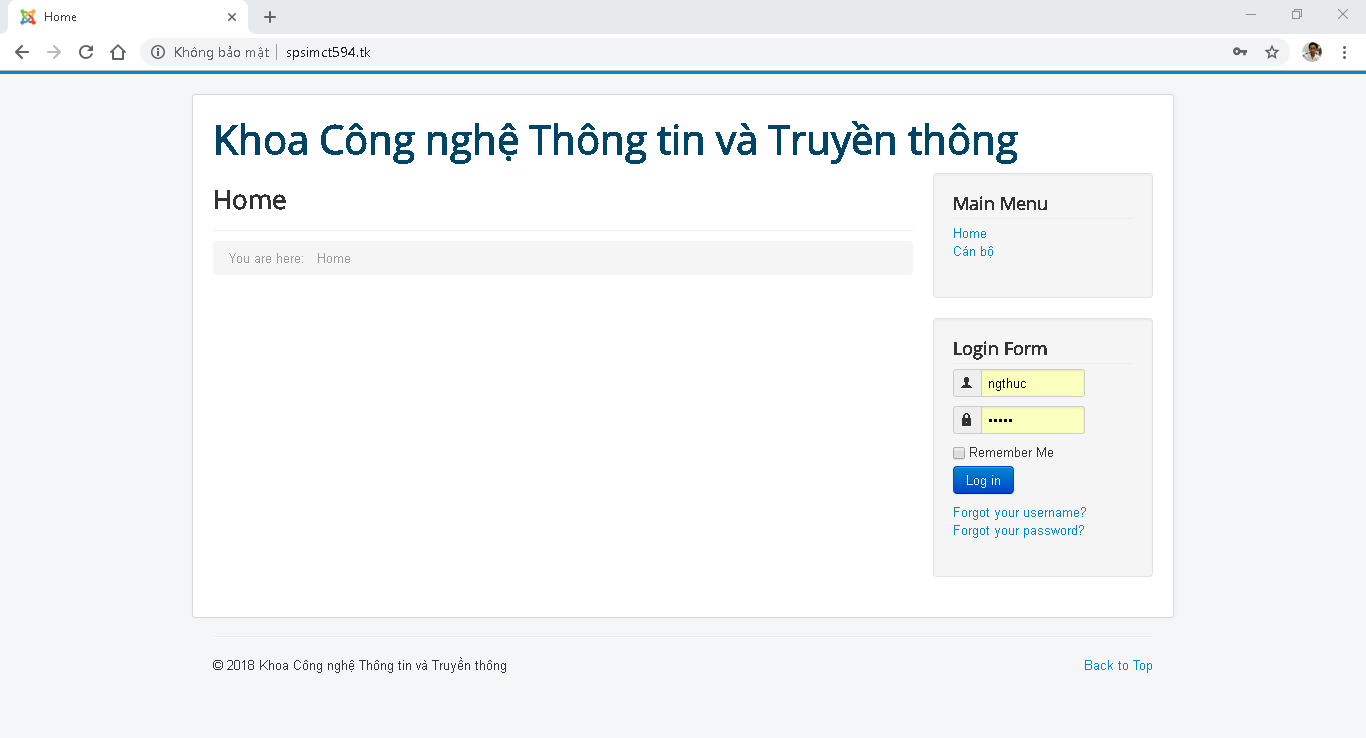 Home
Không bảo mật
spsimct594.tk
Khoa Công nghệ Thông tin và Truyền thông
Home
You are here: Home
Main Menu
Home
Cán bộ
Login Form
ngthuc
•••••
Remember Me
Log in
Forgot your username?
Forgot your password?
© 2018 Khoa Công nghệ Thông tin và Truyền thông
Back to Top